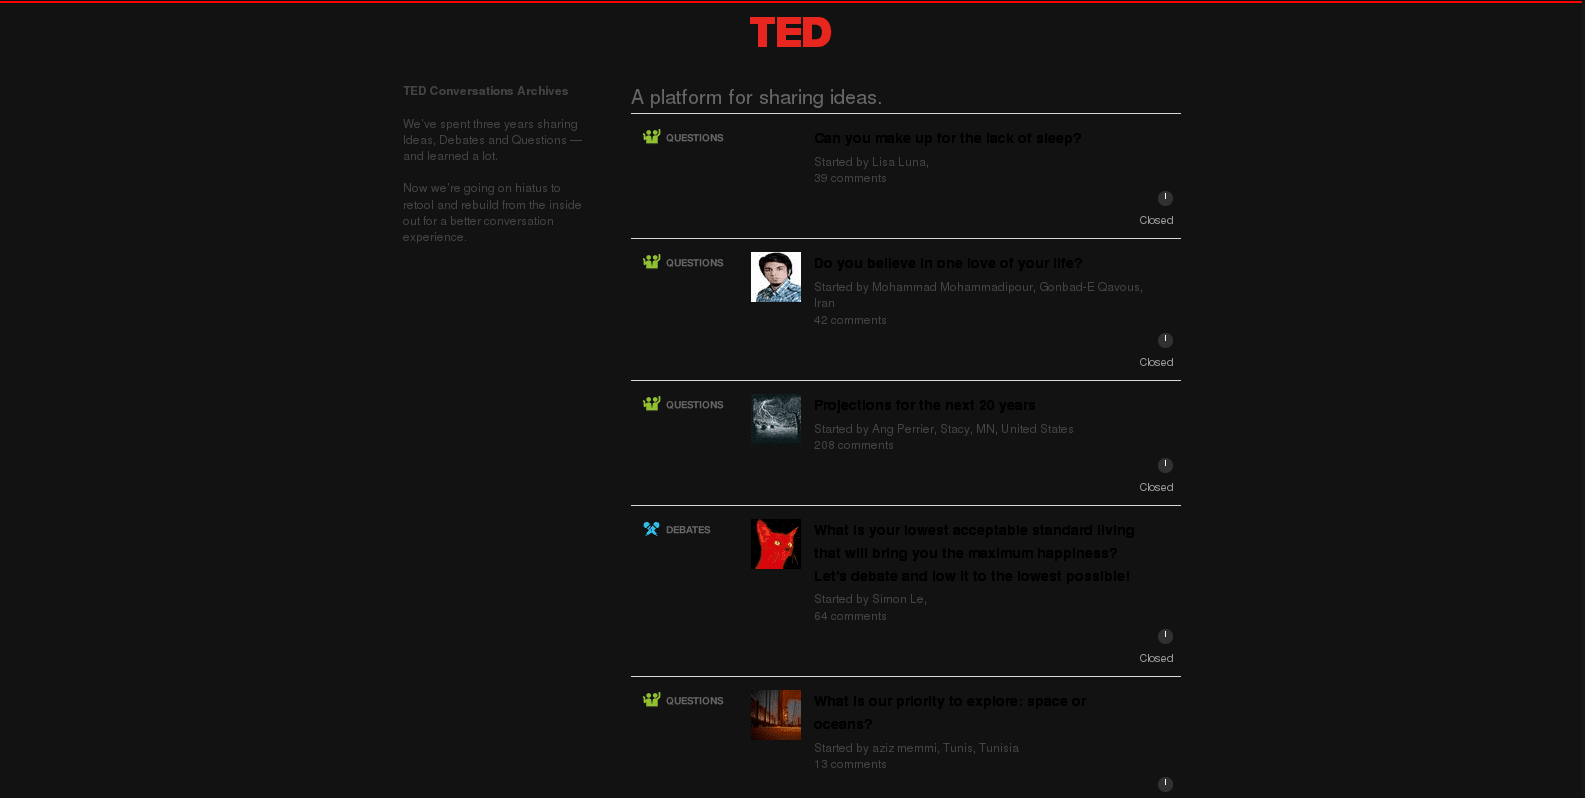 TED
TED Conversations Archives
We've spent three years sharing
Ideas, Debates and Questions —
and learned a lot.
Now we're going on hiatus to
retool and rebuild from the inside
out for a better conversation
experience.
A platform for sharing ideas.
QUESTIONS
Can you make up for the lack of sleep?
Started by Lisa Luna,
39 comments
Closed
QUESTIONS
Do you believe in one love of your life?
Started by Mohammad Mohammadipour, Gonbad-E Qavous,
Iran
42 comments
Closed
QUESTIONS
Projections for the next 20 years
Started by Ang Perrier, Stacy, MN, United States
208 comments
Closed
DEBATES
What is your lowest acceptable standard living
that will bring you the maximum happiness?
Let's debate and low it to the lowest possible!
Started by Simon Le,
64 comments
Closed
QUESTIONS
What is our priority to explore: space or
oceans?
Started by aziz memmi, Tunis, Tunisia
13 comments